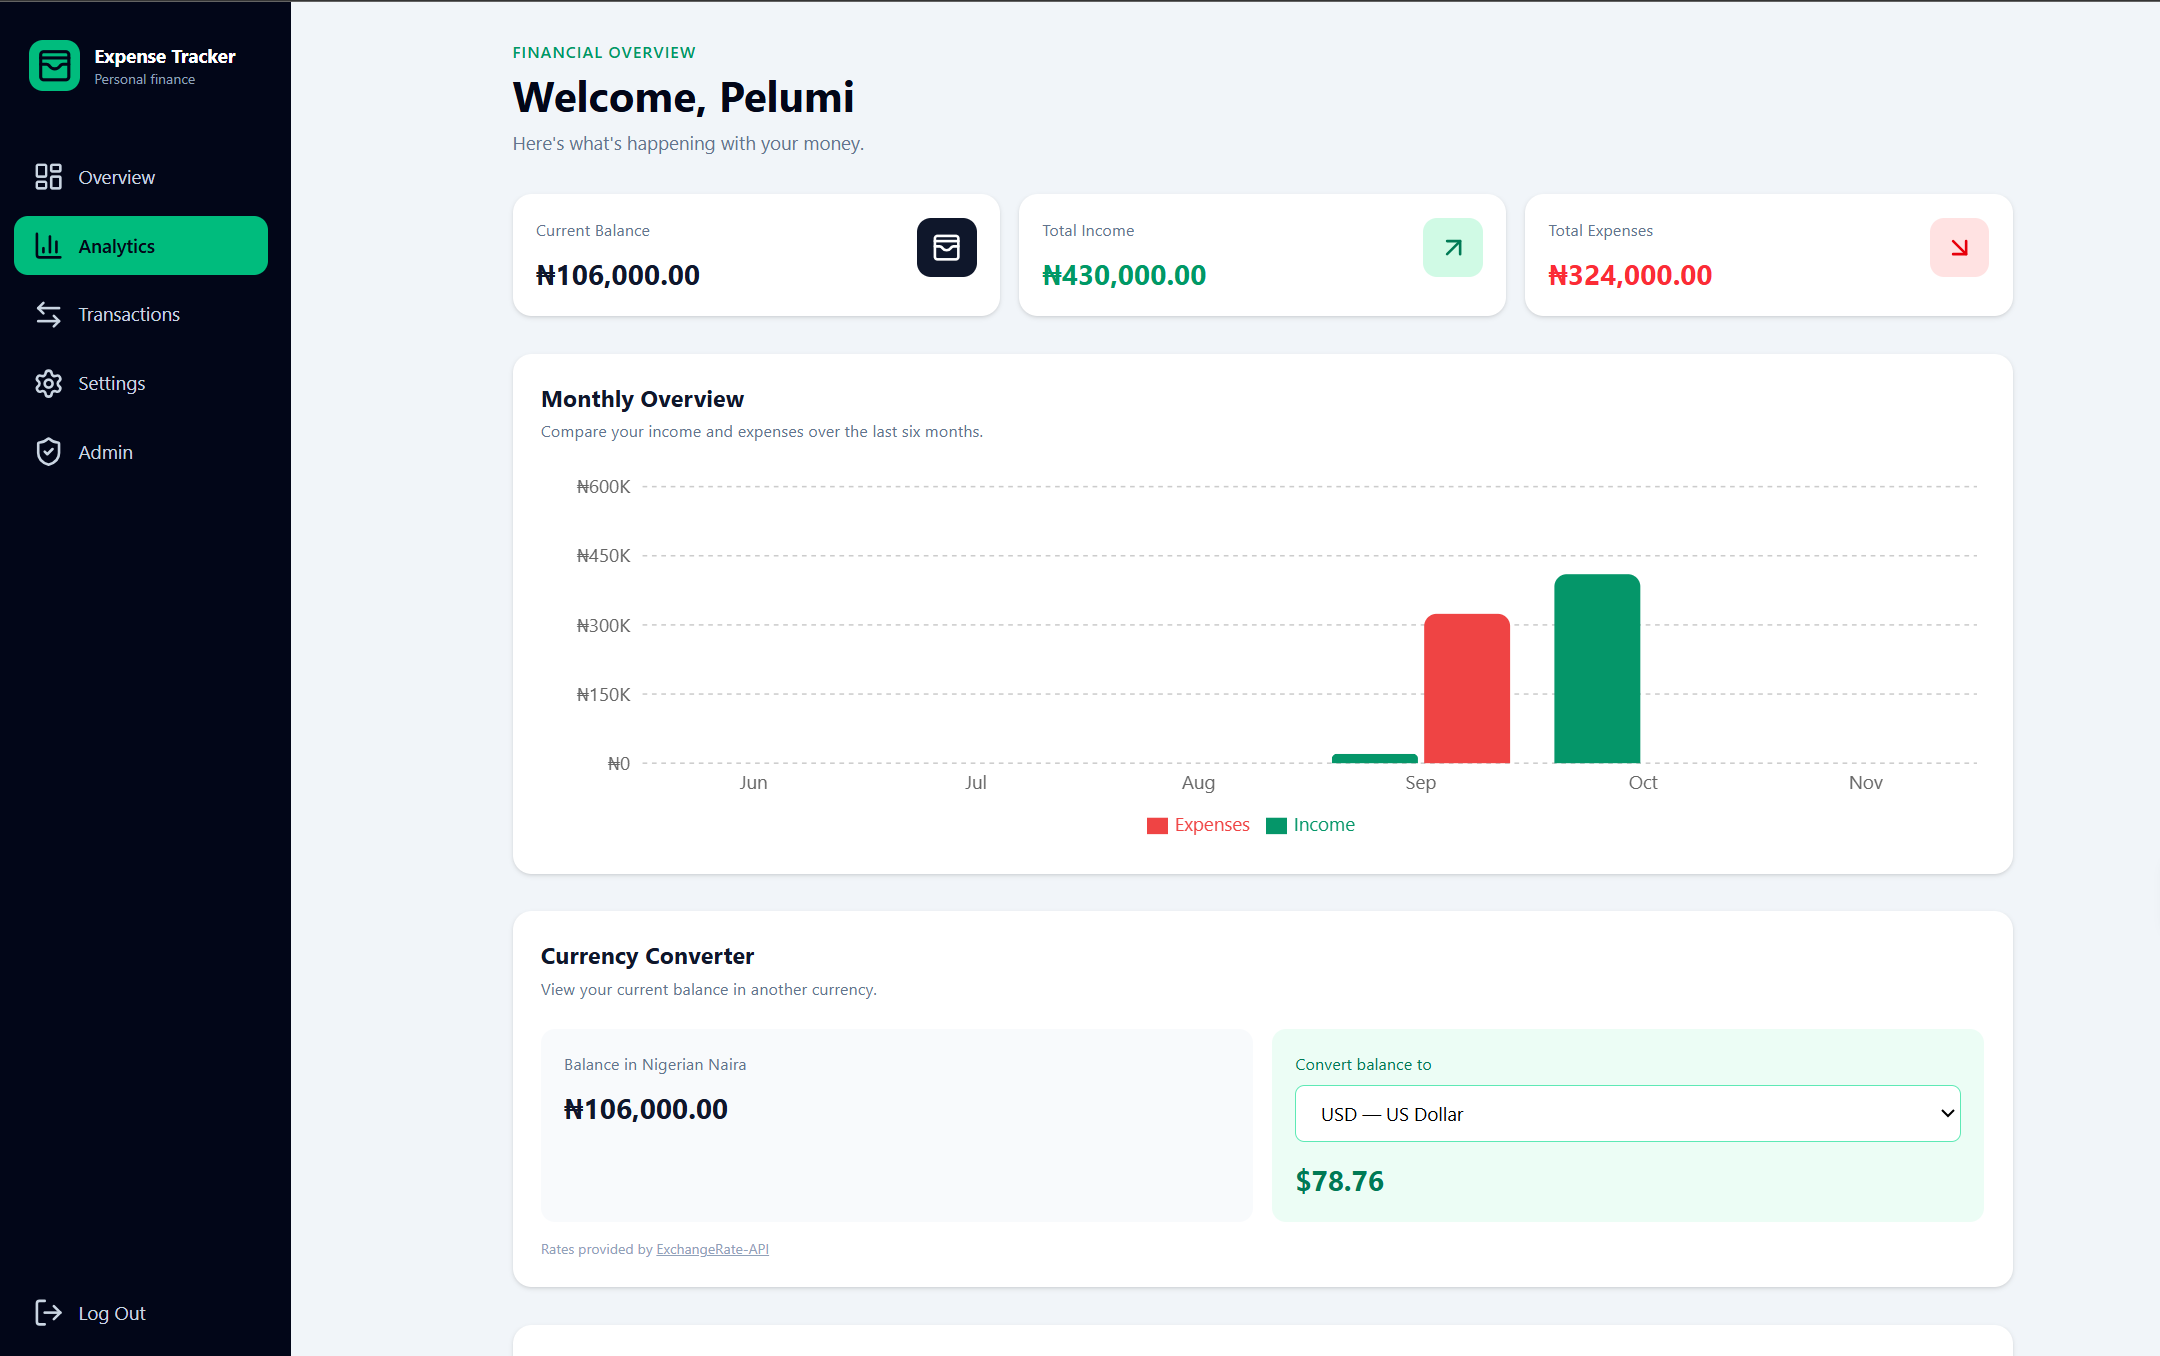 Expense Tracker
Personal finance
Overview
Analytics
Transactions
Settings
Admin
Log Out
FINANCIAL OVERVIEW
Welcome, Pelumi
Here's what's happening with your money.
Current Balance
₦106,000.00
Total Income
₦430,000.00
Total Expenses
₦324,000.00
Monthly Overview
Compare your income and expenses over the last six months.
₦600K
₦450K
₦300K
₦150K
₦0
Jun Jul Aug Sep Oct Nov
Expenses Income
Currency Converter
View your current balance in another currency.
Balance in Nigerian Naira
₦106,000.00
Convert balance to
USD — US Dollar
$78.76
Rates provided by ExchangeRate-API